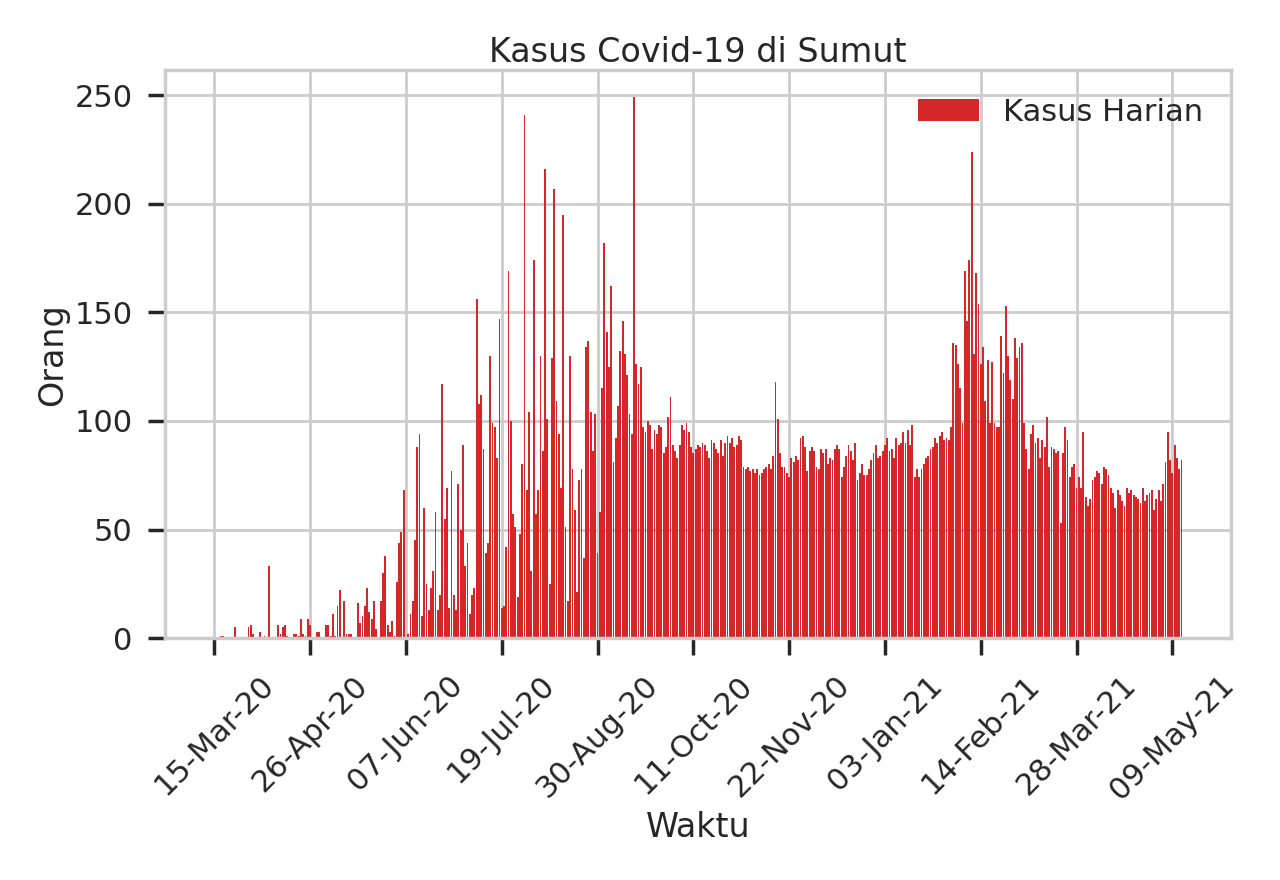 Kasus Covid-19 di Sumut
Kasus Harian
Orang
250
200
150
100
50
0
15-Mar-20
26-Apr-20
07-Jun-20
19-Jul-20
30-Aug-20
11-Oct-20
22-Nov-20
03-Jan-21
14-Feb-21
28-Mar-21
09-May-21
Waktu